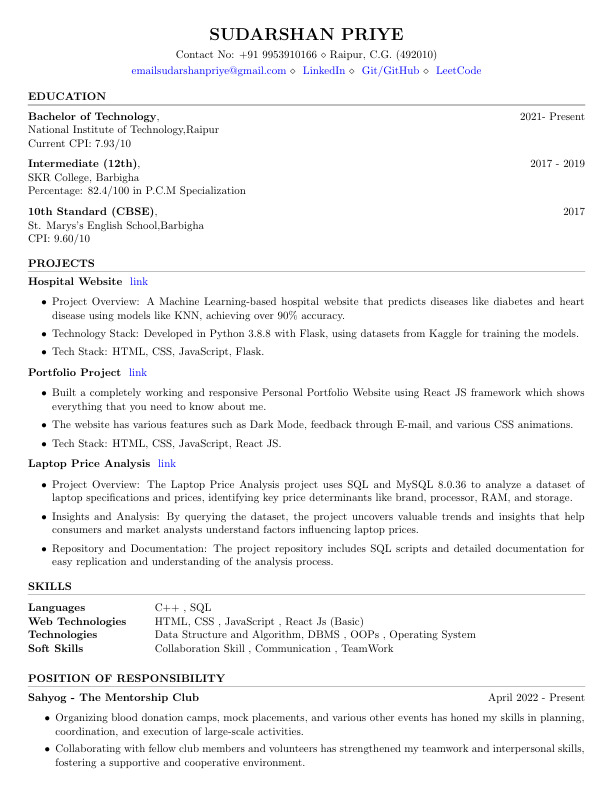 SUDARSHAN PRIYE
Contact No: +91 9953910166 ⋄ Raipur, C.G. (492010)
emailsudarshanpriye@gmail.com ⋄ LinkedIn ⋄ Git/GitHub ⋄ LeetCode
EDUCATION
Bachelor of Technology, 2021- Present
National Institute of Technology,Raipur
Current CPI: 7.93/10
Intermediate (12th), 2017 - 2019
SKR College, Barbigha
Percentage: 82.4/100 in P.C.M Specialization
10th Standard (CBSE), 2017
St. Marys's English School,Barbigha
CPI: 9.60/10
PROJECTS
Hospital Website link
• Project Overview: A Machine Learning-based hospital website that predicts diseases like diabetes and heart
disease using models like KNN, achieving over 90% accuracy.
• Technology Stack: Developed in Python 3.8.8 with Flask, using datasets from Kaggle for training the models.
• Tech Stack: HTML, CSS, JavaScript, Flask.
Portfolio Project link
• Built a completely working and responsive Personal Portfolio Website using React JS framework which shows
everything that you need to know about me.
• The website has various features such as Dark Mode, feedback through E-mail, and various CSS animations.
• Tech Stack: HTML, CSS, JavaScript, React JS.
Laptop Price Analysis link
• Project Overview: The Laptop Price Analysis project uses SQL and MySQL 8.0.36 to analyze a dataset of
laptop specifications and prices, identifying key price determinants like brand, processor, RAM, and storage.
• Insights and Analysis: By querying the dataset, the project uncovers valuable trends and insights that help
consumers and market analysts understand factors influencing laptop prices.
• Repository and Documentation: The project repository includes SQL scripts and detailed documentation for
easy replication and understanding of the analysis process.
SKILLS
Languages C++ , SQL
Web Technologies HTML, CSS , JavaScript , React Js (Basic)
Technologies Data Structure and Algorithm, DBMS , OOPs , Operating System
Soft Skills Collaboration Skill , Communication , TeamWork
POSITION OF RESPONSIBILITY
Sahyog - The Mentorship Club April 2022 - Present
• Organizing blood donation camps, mock placements, and various other events has honed my skills in planning,
coordination, and execution of large-scale activities.
• Collaborating with fellow club members and volunteers has strengthened my teamwork and interpersonal skills,
fostering a supportive and cooperative environment.